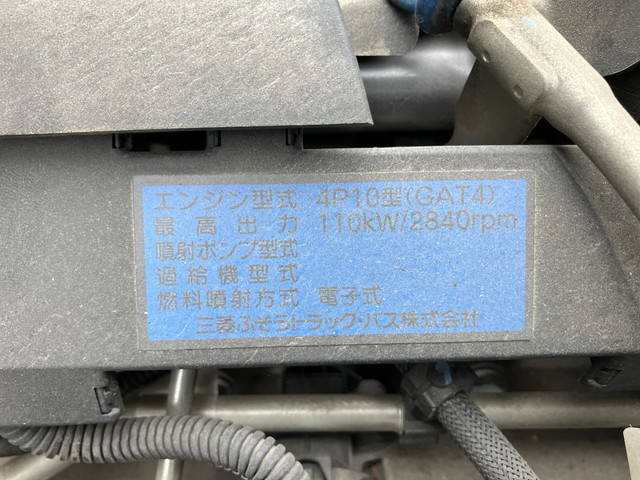 エンジン型式 4P10型(GAT4)
最高出力 110kW/2840rpm
噴射ポンプ型式
過給機型式
燃料噴射方式 電子式
三菱ふそうトラック・バス株式会社